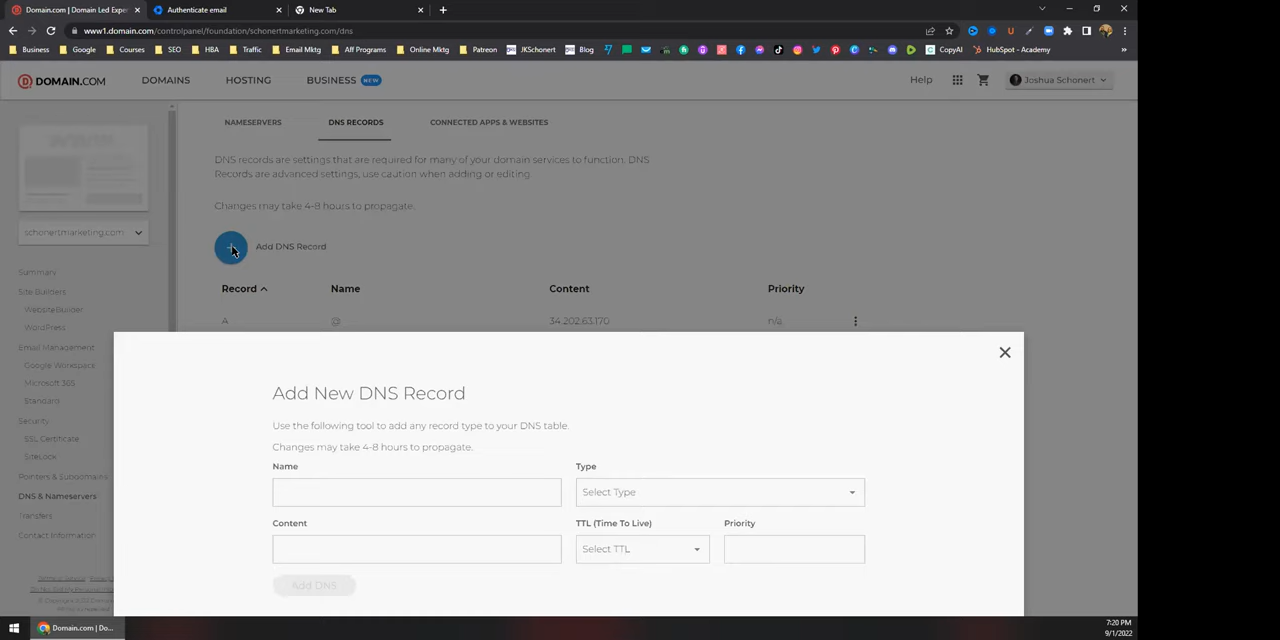 Domain.com | Domain Led Exper
Authenticate email
New Tab
www1.domain.com/controlpanel/foundation/schonertmarketing.com/dns
Business
Google
Courses
SEO
HBA
Traffic
Email Mktg
Aff Programs
Online Mktg
Patreon
JKSchonert
Blog
CopyAI
HubSpot - Academy
DOMAIN.COM
DOMAINS
HOSTING
BUSINESS NEW
Help
Joshua Schonert
NAMESERVERS
DNS RECORDS
CONNECTED APPS & WEBSITES
DNS records are settings that are required for many of your domain services to function. DNS
Records are advanced settings, use caution when adding or editing.
Changes may take 4-8 hours to propagate.
Add DNS Record
Record
Name
Content
Priority
A
@
34.202.63.170
n/a
schonertmarketing.com
Summary
Site Builders
WebsiteBuilder
WordPress
Email Management
Google Workspace
Microsoft 365
Standard
Security
SSL Certificate
SiteLock
Pointers & Subdomains
DNS & Nameservers
Transfers
Contact Information
Add New DNS Record
Use the following tool to add any record type to your DNS table.
Changes may take 4-8 hours to propagate.
Name
Type
Select Type
Content
TTL (Time To Live)
Priority
Select TTL
Add DNS
Domain.com | Do...
7:20 PM
9/1/2022